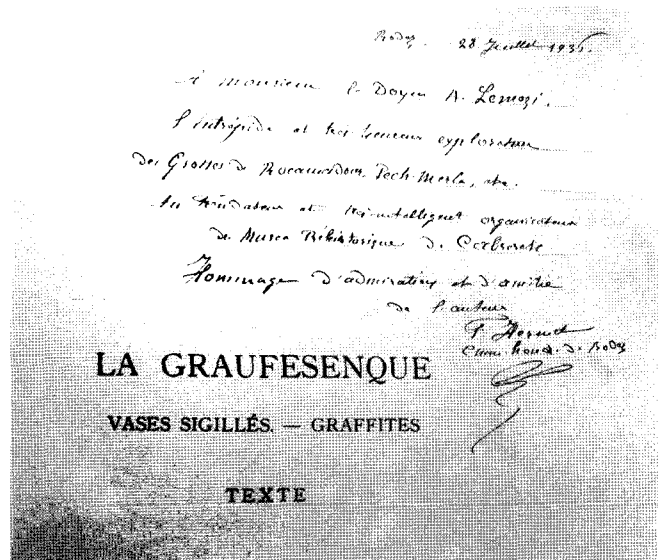 Rodez. 28 Juillet 1935.
A monsieur le Doyen A. Lemozi.
l'intrépide et très heureux explorateur
des Grottes de Rocamadour, Pech-Merle, etc.
Au fondateur et très intelligent organisateur
du Musée Préhistorique de Cabrerets
Hommage d'admiration et d'amitié
de l'auteur
F. Hermet
Chan. hono. de Rodez
LA GRAUFESENQUE
VASES SIGILLÉS. — GRAFFITES
TEXTE